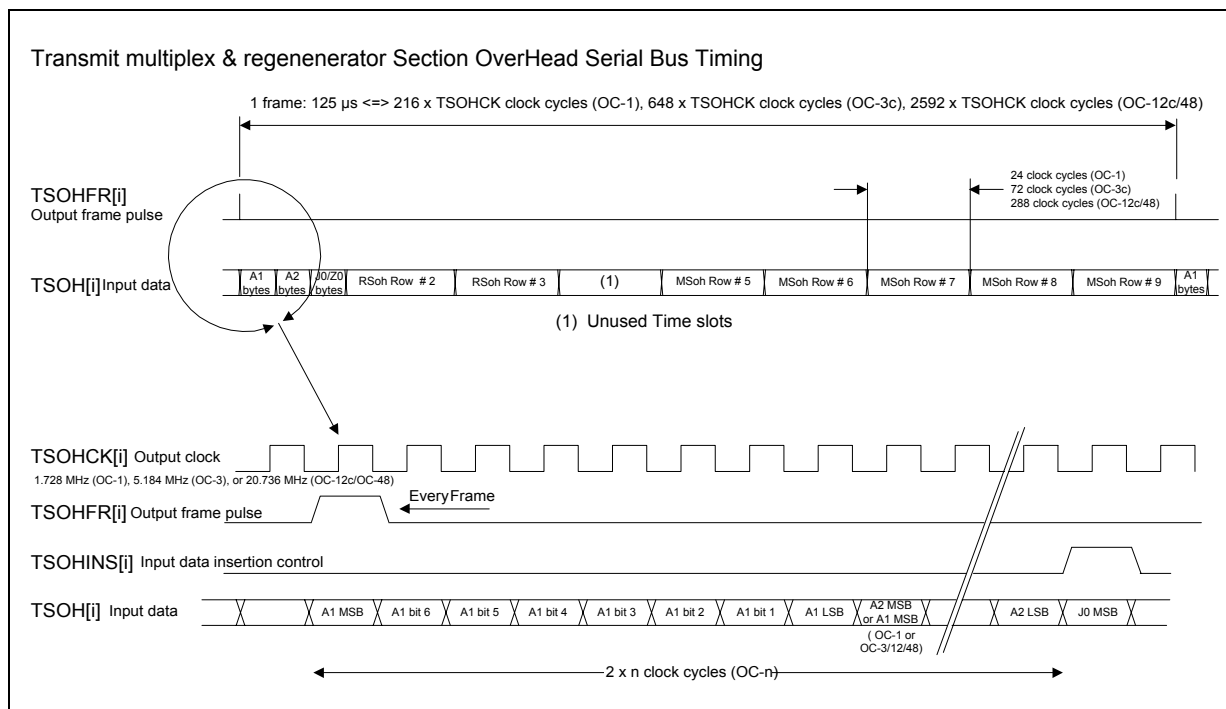 Transmit multiplex & regenenerator Section OverHead Serial Bus Timing
1 frame: 125 µs <=> 216 x TSOHCK clock cycles (OC-1), 648 x TSOHCK clock cycles (OC-3c), 2592 x TSOHCK clock cycles (OC-12c/48)
24 clock cycles (OC-1)
72 clock cycles (OC-3c)
288 clock cycles (OC-12c/48)
TSOHFR[i]
Output frame pulse
TSOH[i] Input data
A1 bytes
A2 bytes
J0/Z0 bytes
RSoh Row # 2
RSoh Row # 3
(1)
MSoh Row # 5
MSoh Row # 6
MSoh Row # 7
MSoh Row # 8
MSoh Row # 9
A1 bytes
(1) Unused Time slots
TSOHCK[i] Output clock
1.728 MHz (OC-1), 5.184 MHz (OC-3), or 20.736 MHz (OC-12c/OC-48)
Every Frame
TSOHFR[i] Output frame pulse
TSOHINS[i] Input data insertion control
TSOH[i] Input data
A1 MSB
A1 bit 6
A1 bit 5
A1 bit 4
A1 bit 3
A1 bit 2
A1 bit 1
A1 LSB
A2 MSB
or A1 MSB
( OC-1 or
OC-3/12/48)
A2 LSB
J0 MSB
2 x n clock cycles (OC-n)